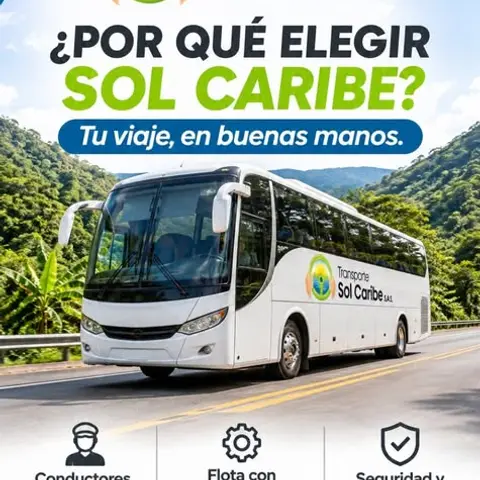 ¿POR QUÉ ELEGIR
SOL CARIBE?
Tu viaje, en buenas manos.
Transporte
Sol Caribe S.A.S.
Conductores
Flota con
Seguridad y